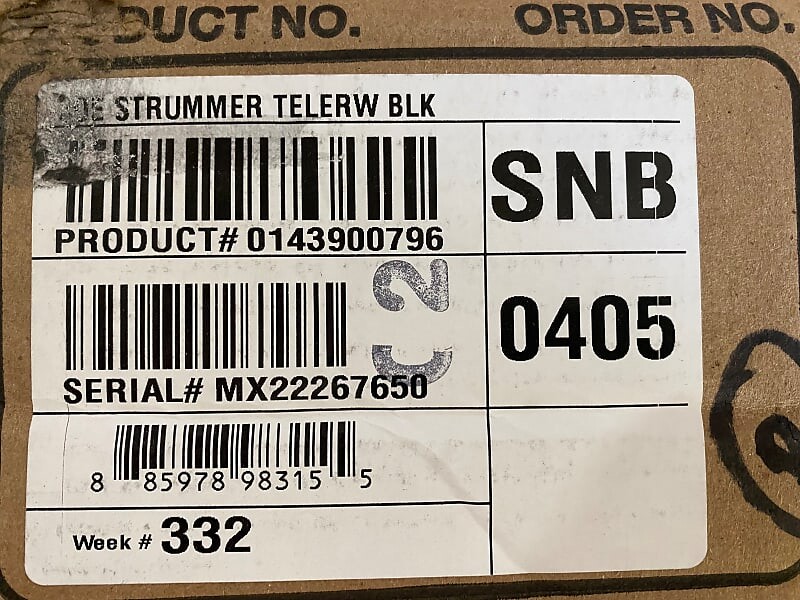 DUCT NO.
ORDER NO.
STRUMMER TELERW BLK
SNB
PRODUCT# 0143900796
C2
0405
SERIAL# MX22267650
8 85978 98315 5
Week # 332